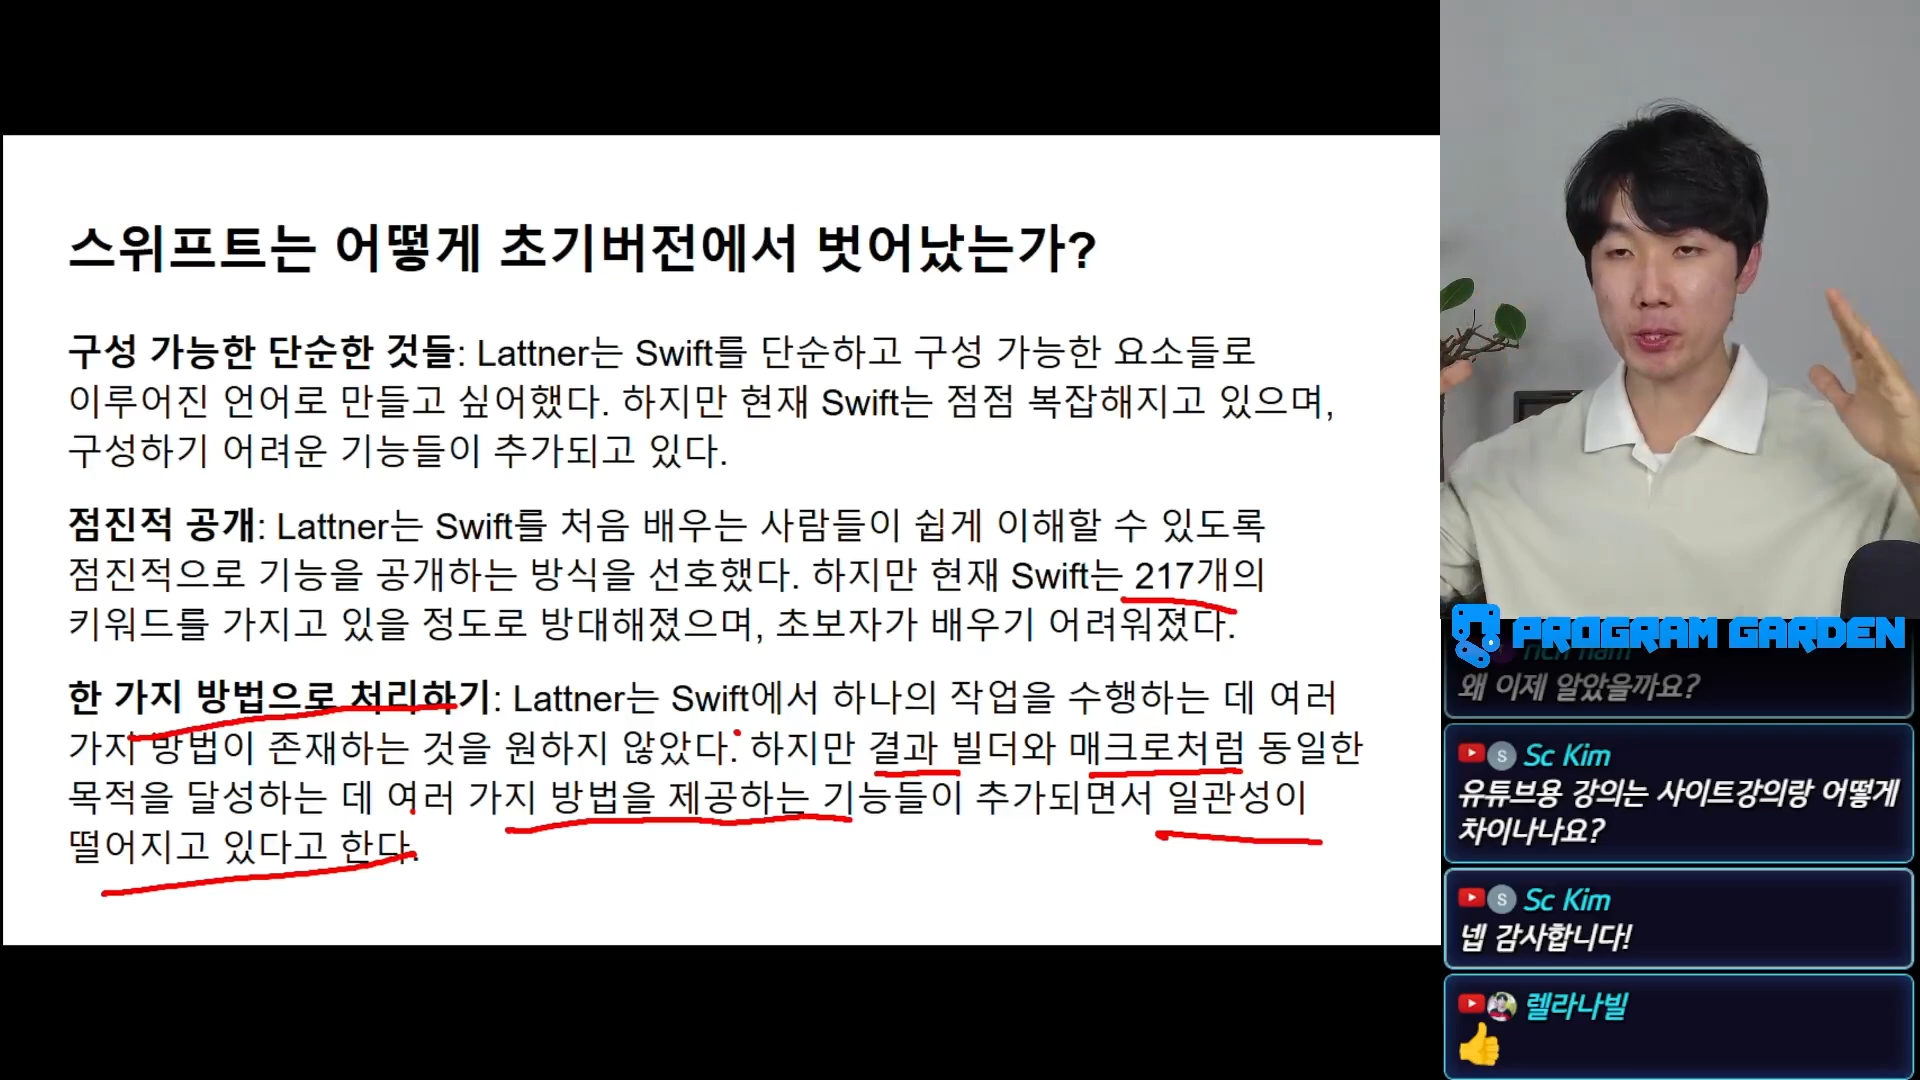 스위프트는 어떻게 초기버전에서 벗어났는가?
구성 가능한 단순한 것들: Lattner는 Swift를 단순하고 구성 가능한 요소들로
이루어진 언어로 만들고 싶어했다. 하지만 현재 Swift는 점점 복잡해지고 있으며,
구성하기 어려운 기능들이 추가되고 있다.
점진적 공개: Lattner는 Swift를 처음 배우는 사람들이 쉽게 이해할 수 있도록
점진적으로 기능을 공개하는 방식을 선호했다. 하지만 현재 Swift는 217개의
키워드를 가지고 있을 정도로 방대해졌으며, 초보자가 배우기 어려워졌다.
한 가지 방법으로 처리하기: Lattner는 Swift에서 하나의 작업을 수행하는 데 여러
가지 방법이 존재하는 것을 원하지 않았다. 하지만 결과 빌더와 매크로처럼 동일한
목적을 달성하는 데 여러 가지 방법을 제공하는 기능들이 추가되면서 일관성이
떨어지고 있다고 한다.
PROGRAM GARDEN
왜 이제 알았을까요?
S Sc Kim
유튜브용 강의는 사이트강의랑 어떻게
차이나나요?
S Sc Kim
넵 감사합니다!
렐라나빌